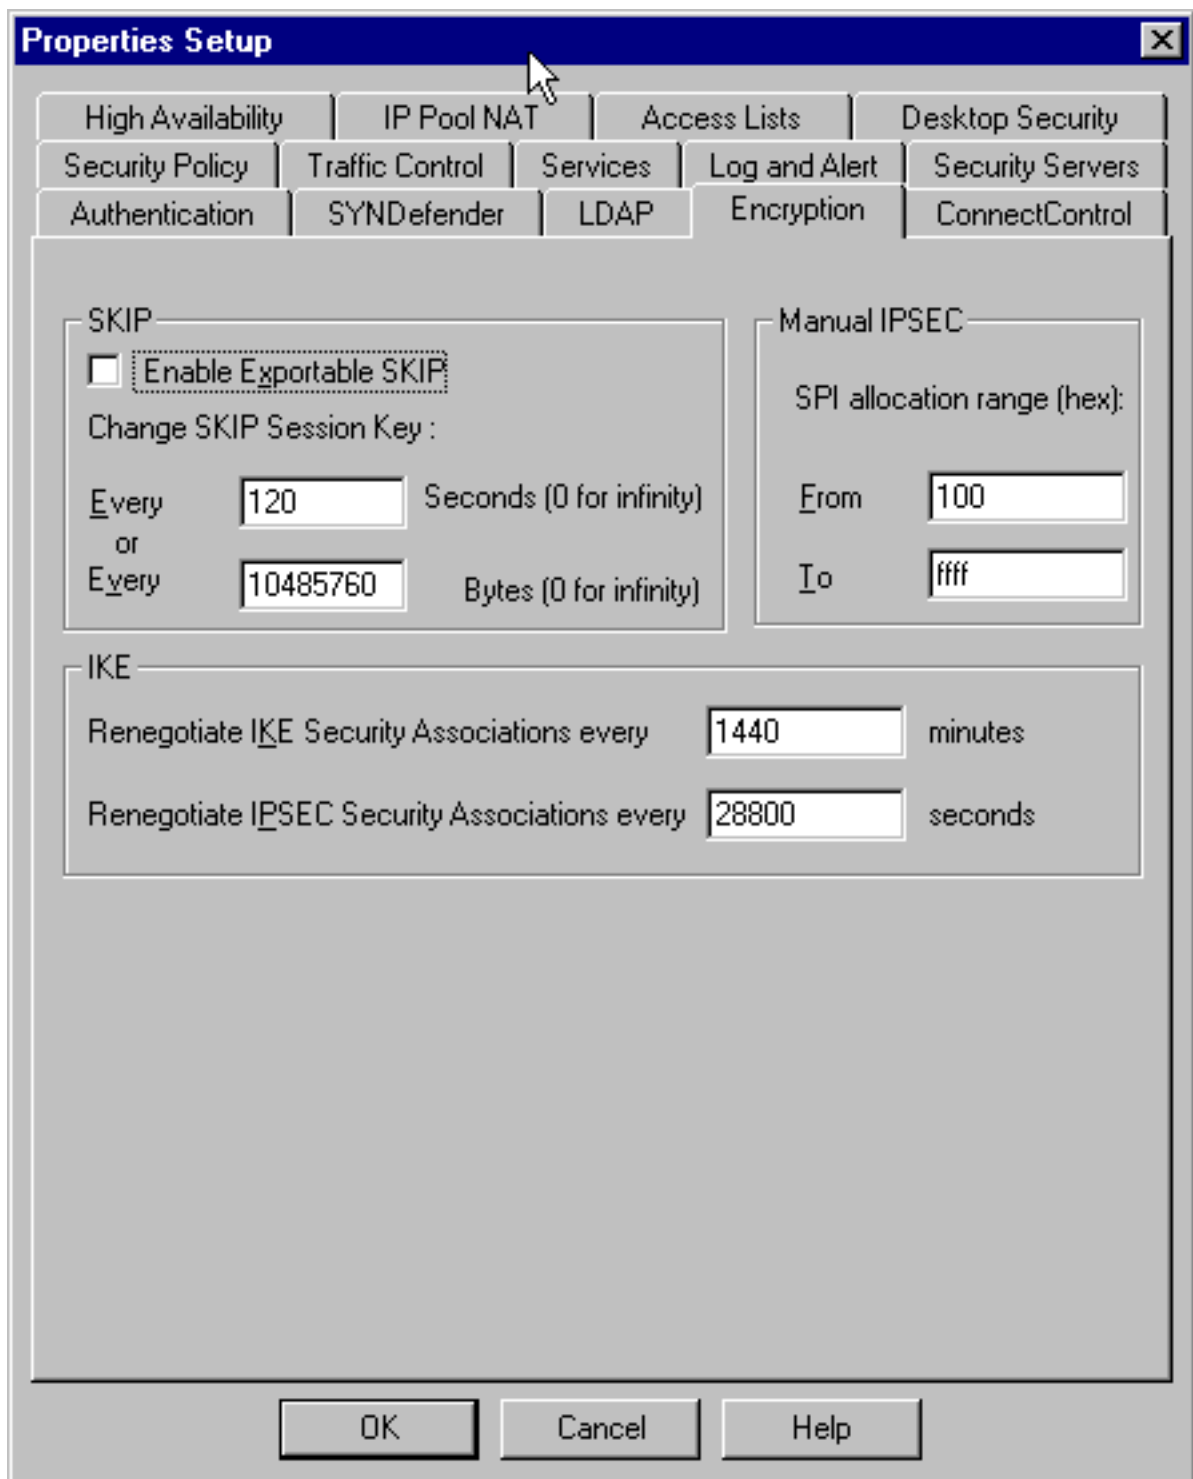 Properties Setup
High Availability IP Pool NAT Access Lists Desktop Security
Security Policy Traffic Control Services Log and Alert Security Servers
Authentication SYNDefender LDAP Encryption ConnectControl
SKIP
Enable Exportable SKIP
Change SKIP Session Key :
Every 120 Seconds (0 for infinity)
or
Every 10485760 Bytes (0 for infinity)
Manual IPSEC
SPI allocation range (hex):
From 100
To ffff
IKE
Renegotiate IKE Security Associations every 1440 minutes
Renegotiate IPSEC Security Associations every 28800 seconds
OK Cancel Help